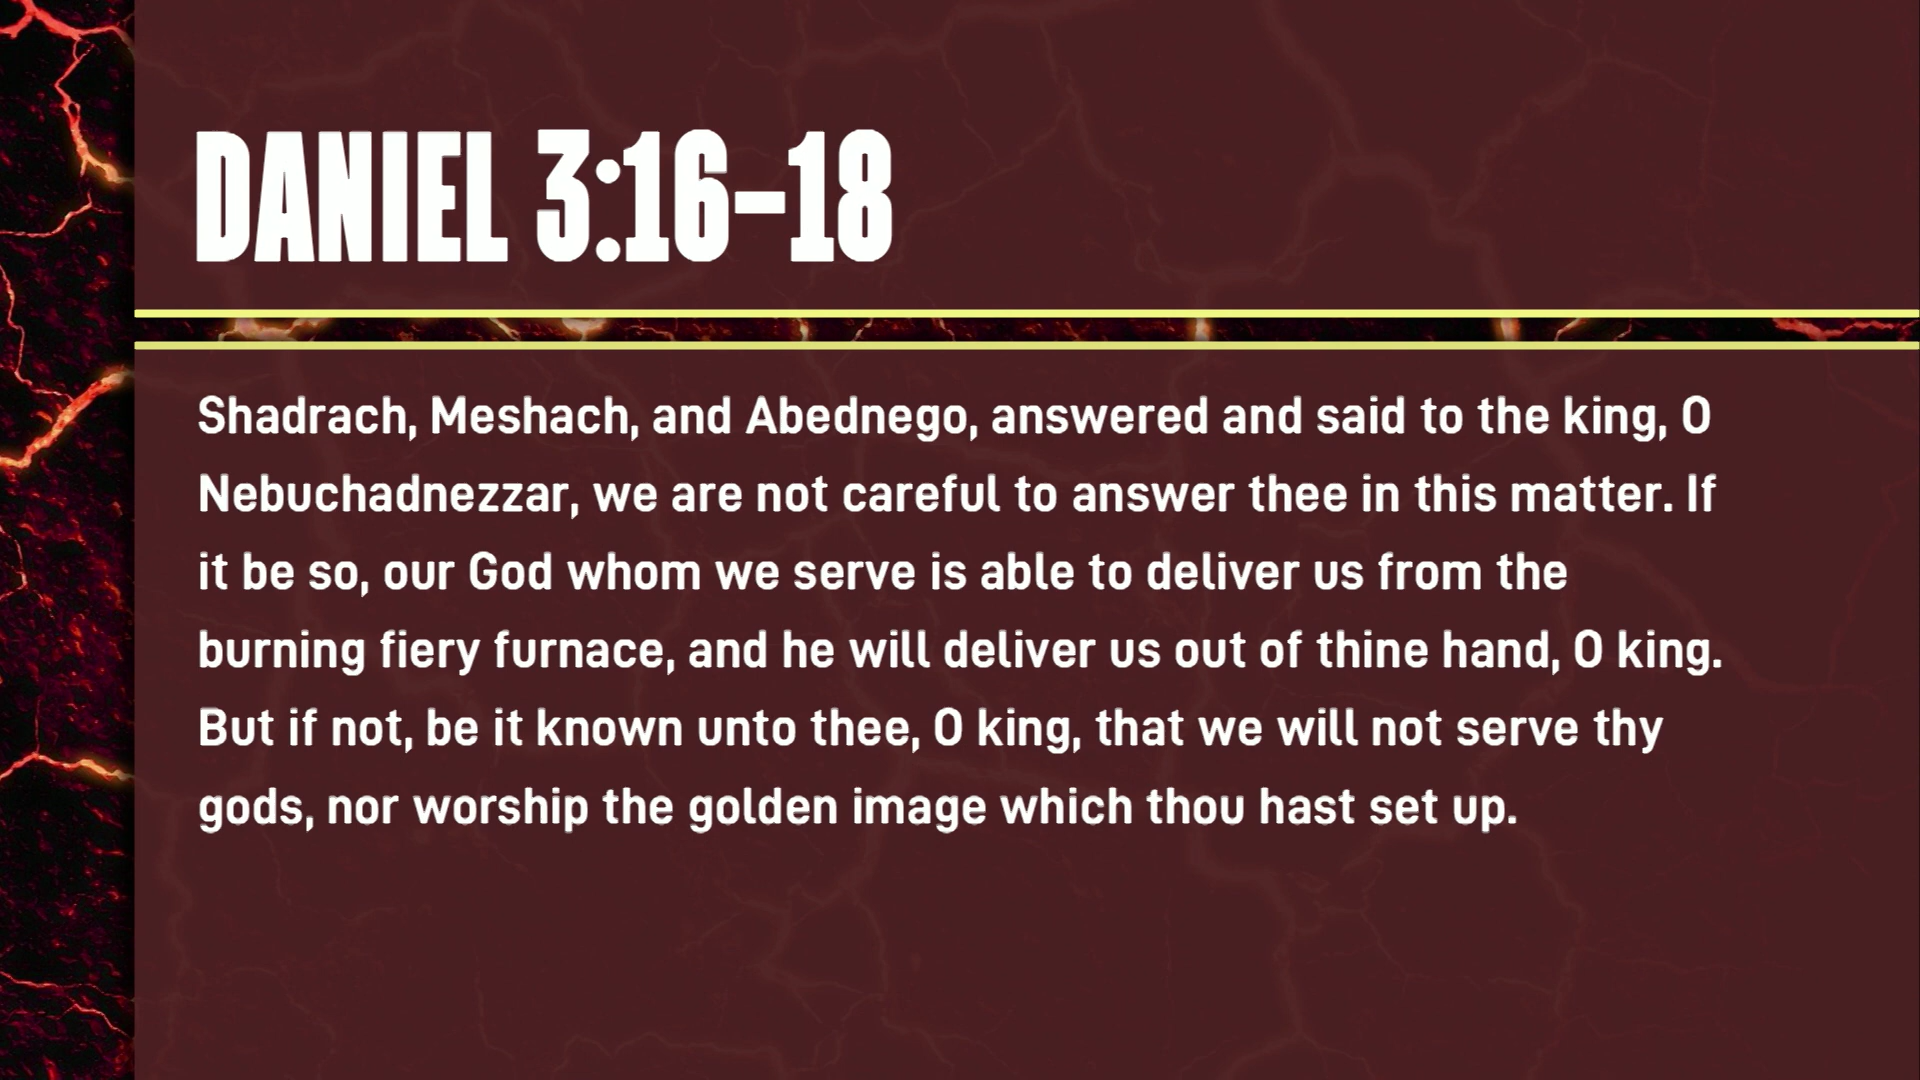 DANIEL 3:16–18
Shadrach, Meshach, and Abednego, answered and said to the king, O
Nebuchadnezzar, we are not careful to answer thee in this matter. If
it be so, our God whom we serve is able to deliver us from the
burning fiery furnace, and he will deliver us out of thine hand, O king.
But if not, be it known unto thee, O king, that we will not serve thy
gods, nor worship the golden image which thou hast set up.